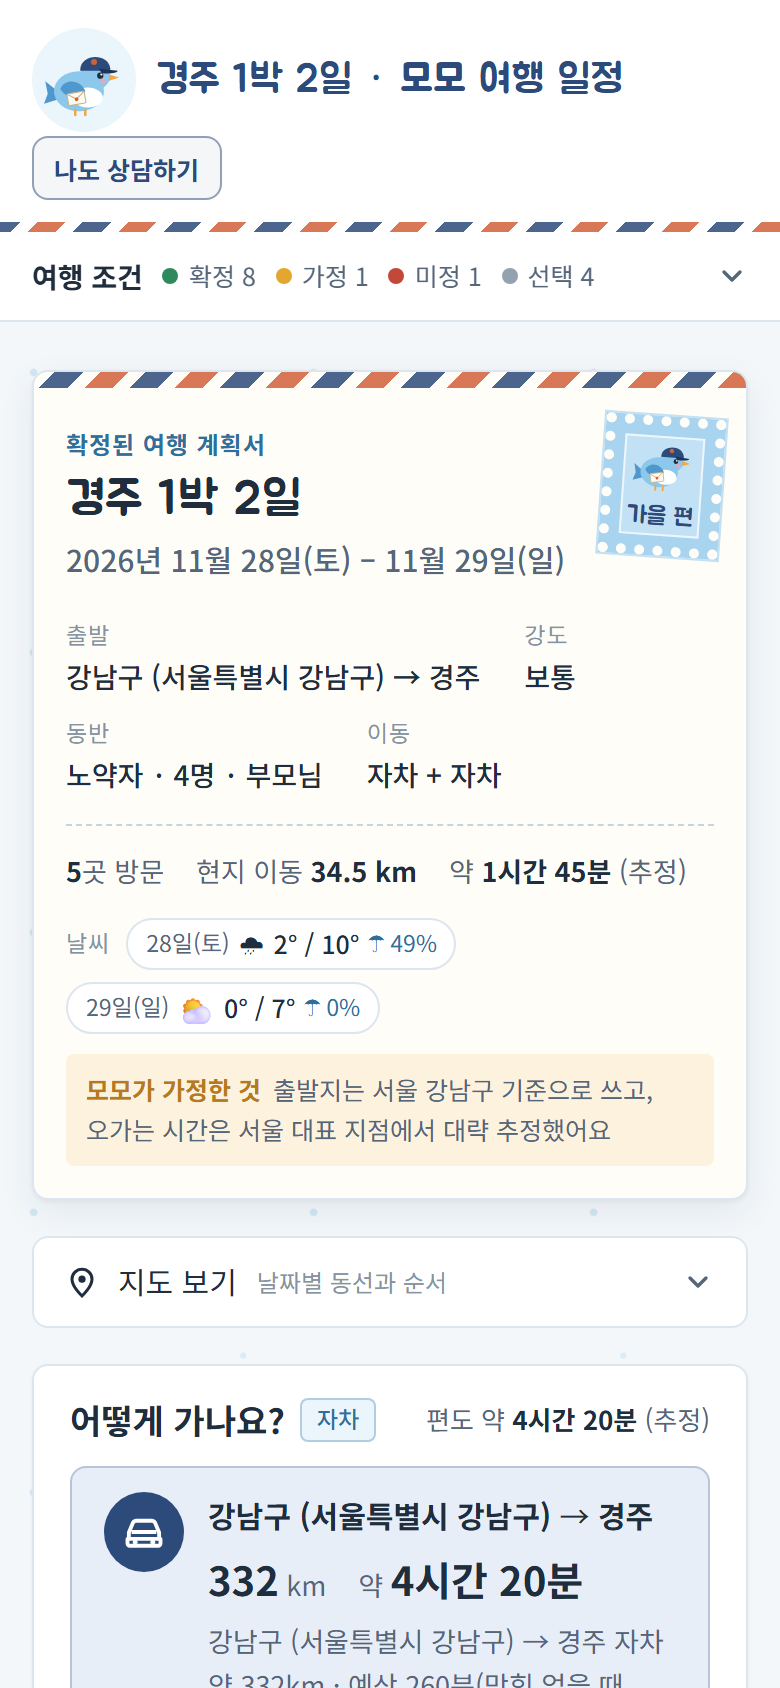 경주 1박 2일 · 모모 여행 일정
나도 상담하기
여행 조건 확정 8 가정 1 미정 1 선택 4
확정된 여행 계획서
경주 1박 2일
2026년 11월 28일(토) – 11월 29일(일)
가을 편
출발 강도
강남구 (서울특별시 강남구) → 경주 보통
동반 이동
노약자 · 4명 · 부모님 자차 + 자차
5곳 방문 현지 이동 34.5 km 약 1시간 45분 (추정)
날씨 28일(토) 2° / 10° ☂ 49%
29일(일) 0° / 7° ☂ 0%
모모가 가정한 것 출발지는 서울 강남구 기준으로 쓰고,
오가는 시간은 서울 대표 지점에서 대략 추정했어요
지도 보기 날짜별 동선과 순서
어떻게 가나요? 자차 편도 약 4시간 20분 (추정)
강남구 (서울특별시 강남구) → 경주
332 km 약 4시간 20분
강남구 (서울특별시 강남구) → 경주 자차
약 332km · 예상 260분(막힘 없을 때